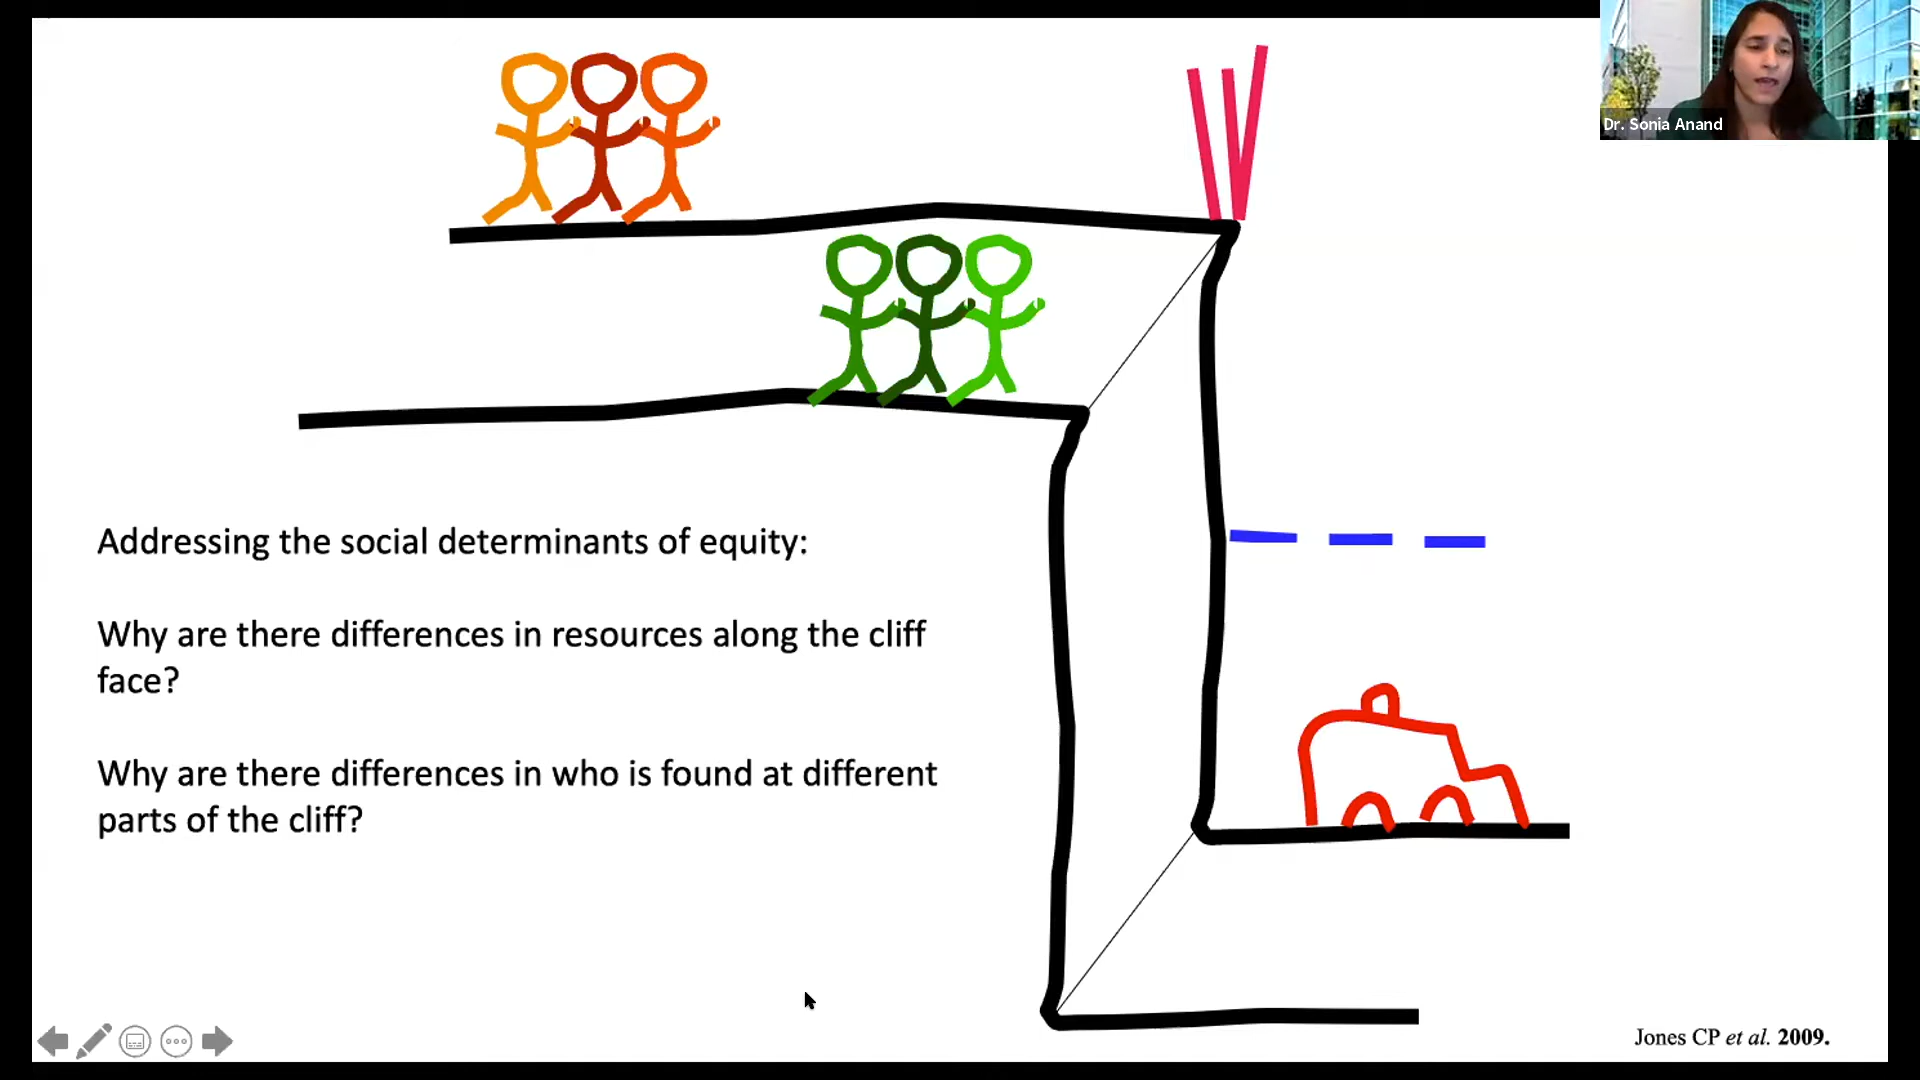 Dr. Sonia Anand
Addressing the social determinants of equity:
Why are there differences in resources along the cliff
face?
Why are there differences in who is found at different
parts of the cliff?
Jones CP et al. 2009.